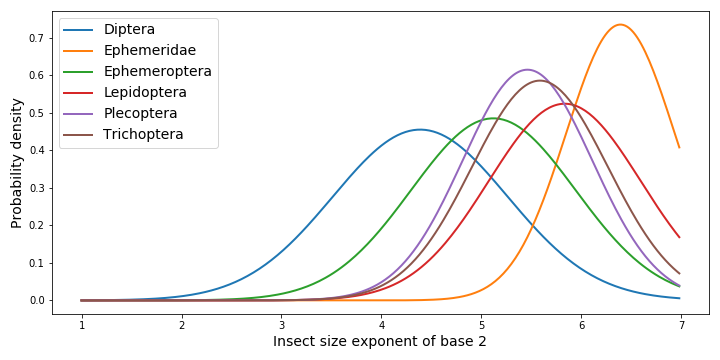 Diptera
Ephemeridae
Ephemeroptera
Lepidoptera
Plecoptera
Trichoptera
Probability density
0.7
0.6
0.5
0.4
0.3
0.2
0.1
0.0
1 2 3 4 5 6 7
Insect size exponent of base 2